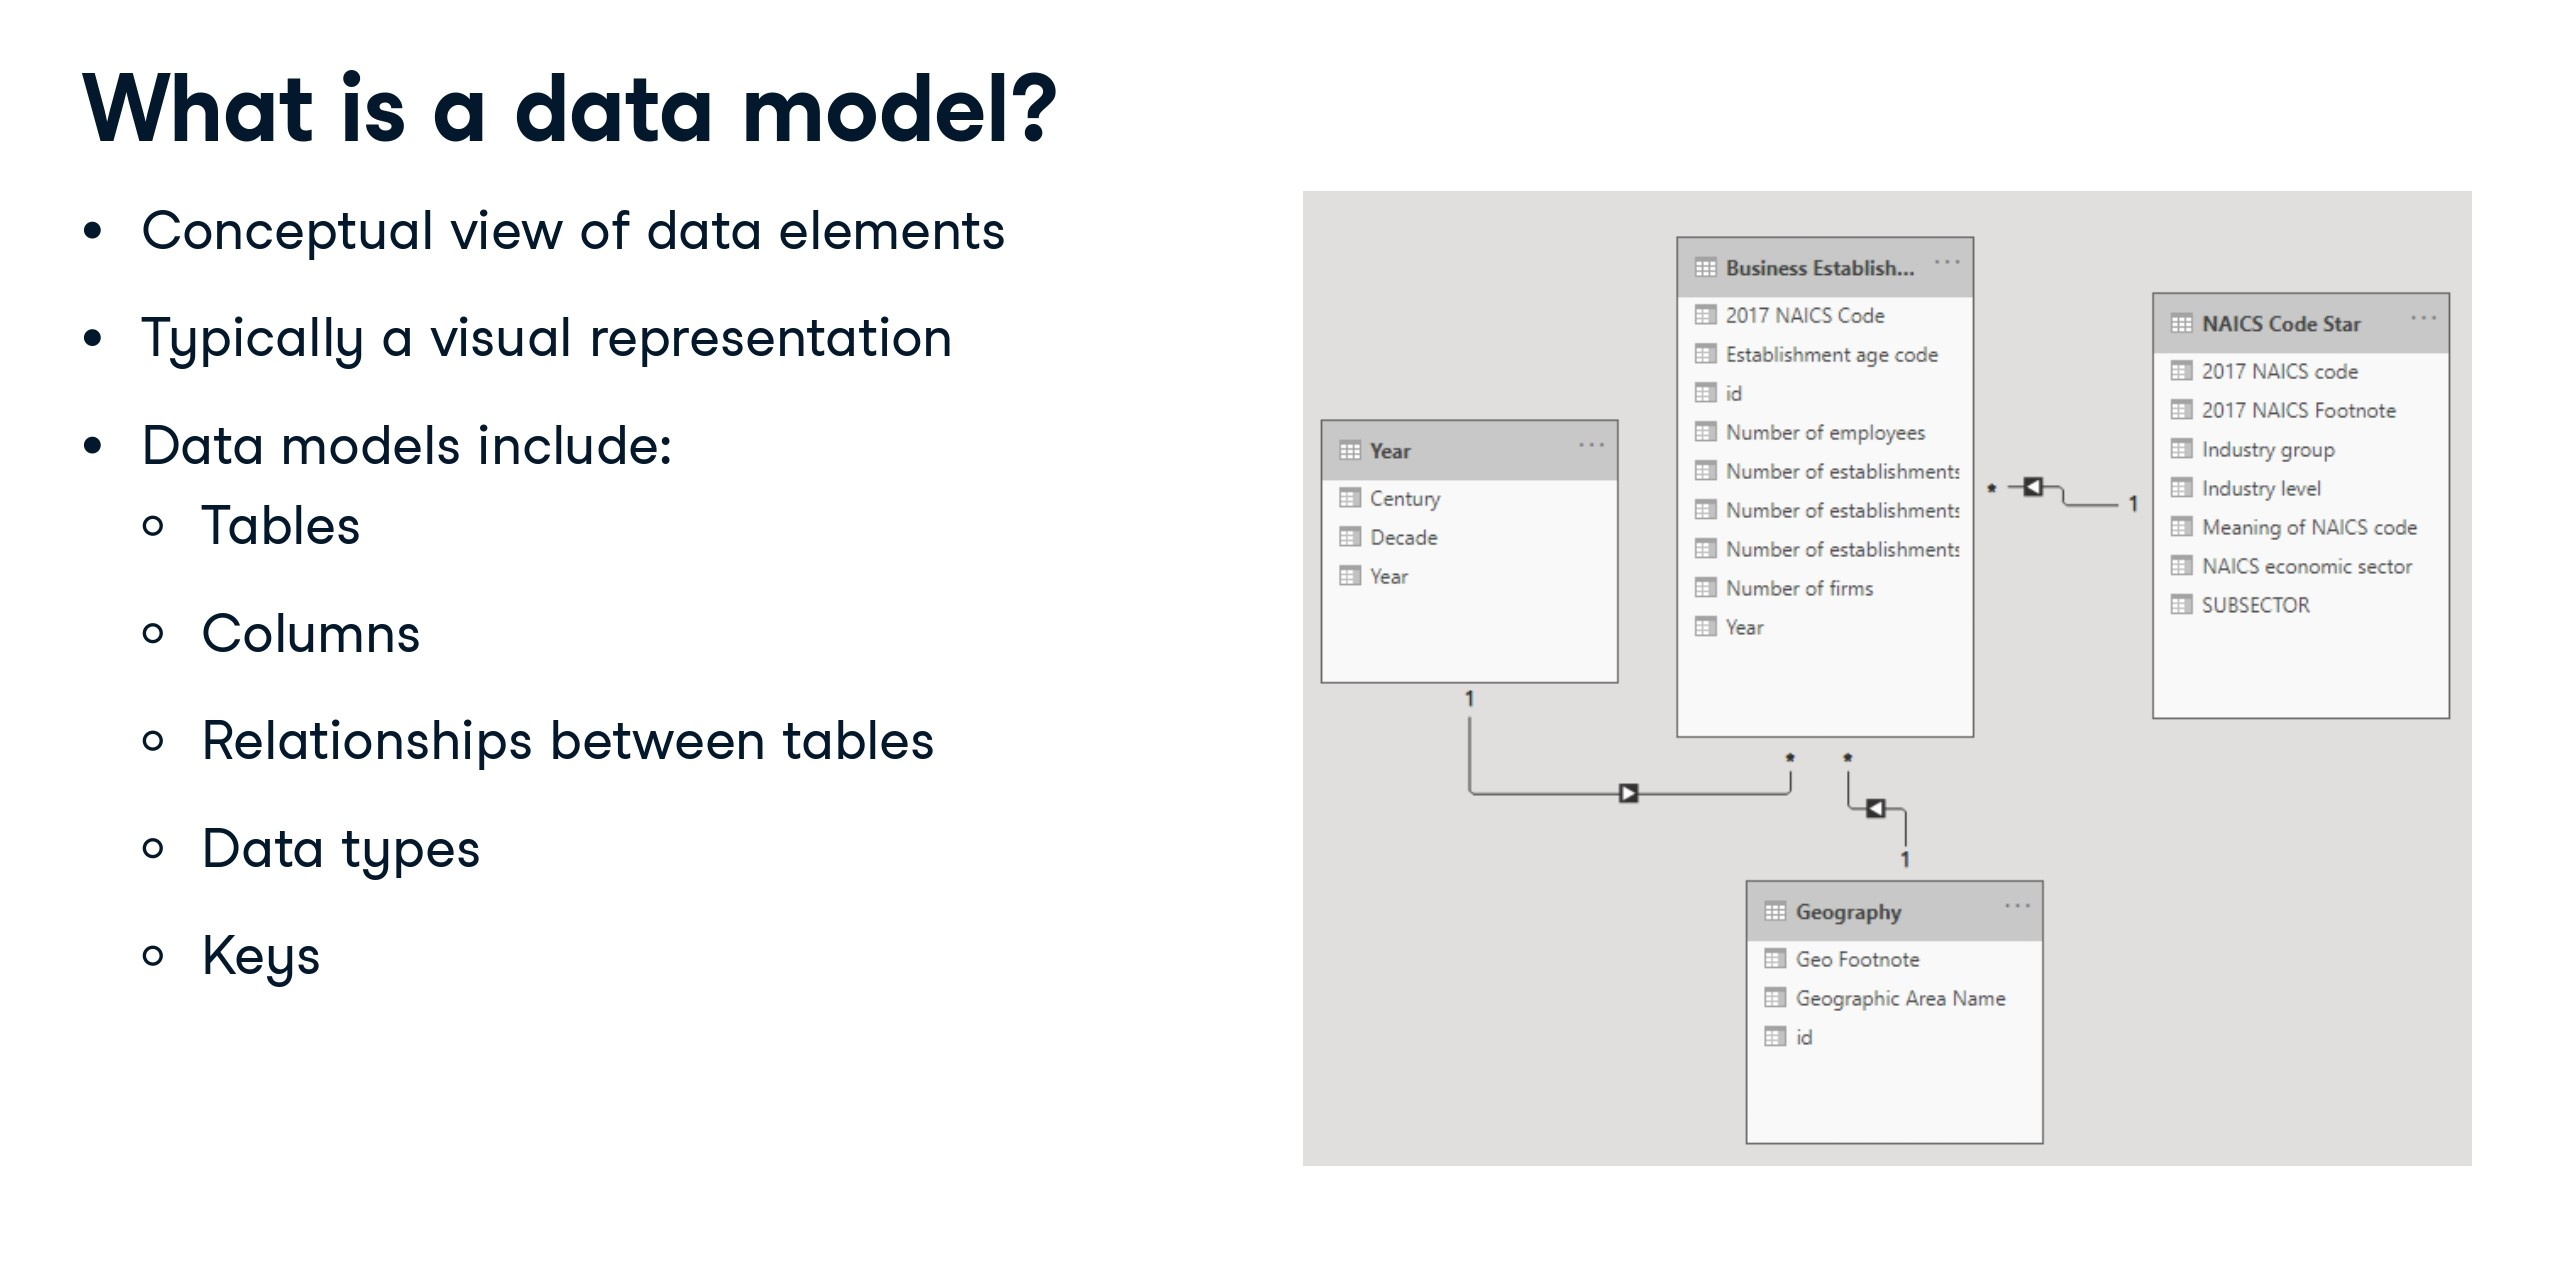 What is a data model?
• Conceptual view of data elements
• Typically a visual representation
• Data models include:
○ Tables
○ Columns
○ Relationships between tables
○ Data types
○ Keys
Year ...
Century
Decade
Year
1
Business Establish... ...
2017 NAICS Code
Establishment age code
id
Number of employees
Number of establishments
Number of establishments
Number of establishments
Number of firms
Year
* *
* 1
NAICS Code Star ...
2017 NAICS code
2017 NAICS Footnote
Industry group
Industry level
Meaning of NAICS code
NAICS economic sector
SUBSECTOR
1
Geography ...
Geo Footnote
Geographic Area Name
id